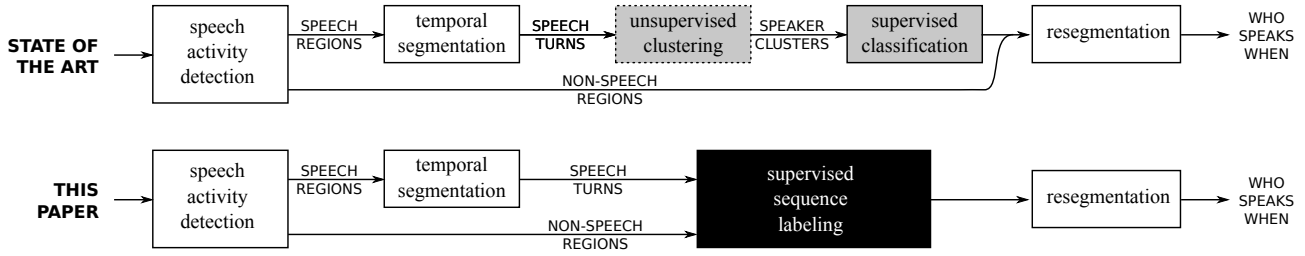 STATE OF
THE ART
speech
activity
detection
SPEECH
REGIONS
temporal
segmentation
SPEECH
TURNS
unsupervised
clustering
SPEAKER
CLUSTERS
supervised
classification
NON-SPEECH
REGIONS
resegmentation
WHO
SPEAKS
WHEN
THIS
PAPER
speech
activity
detection
SPEECH
REGIONS
temporal
segmentation
SPEECH
TURNS
NON-SPEECH
REGIONS
supervised
sequence
labeling
resegmentation
WHO
SPEAKS
WHEN